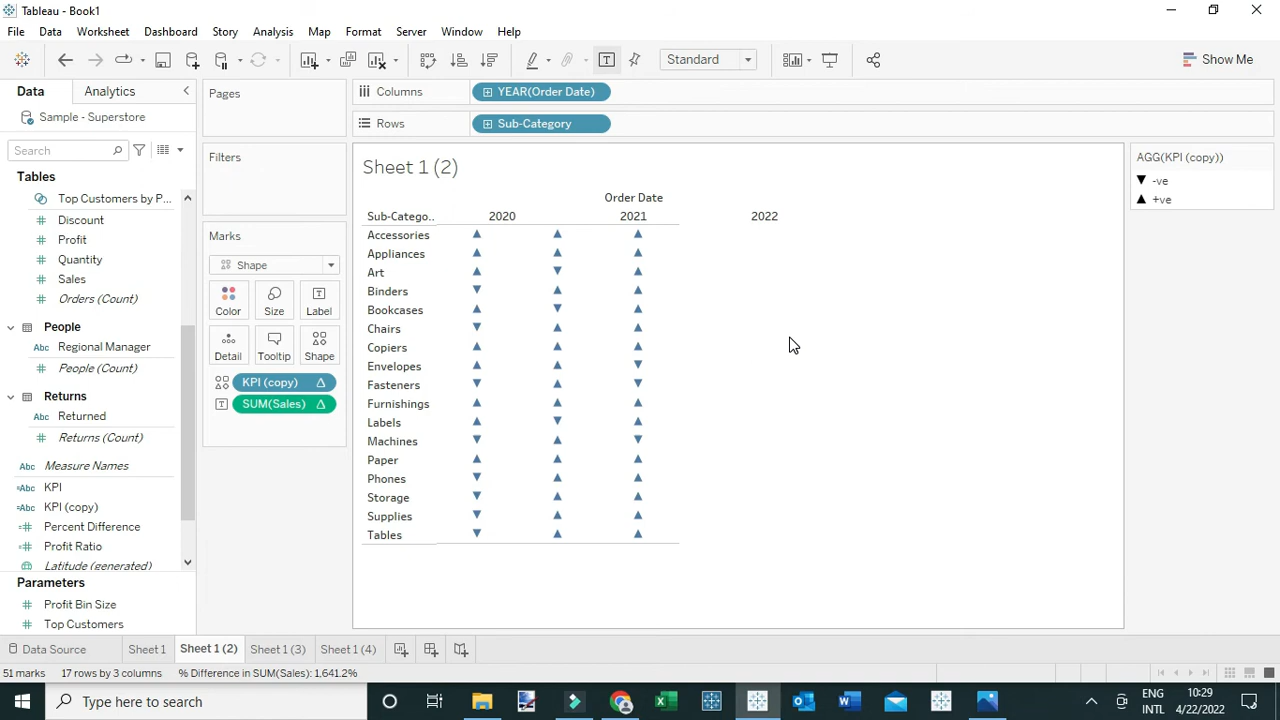 Tableau - Book1
File Data Worksheet Dashboard Story Analysis Map Format Server Window Help
Standard
Show Me
Data Analytics
Sample - Superstore
Search
Tables
Top Customers by P...
Discount
Profit
Quantity
Sales
Orders (Count)
People
Abc Regional Manager
People (Count)
Returns
Abc Returned
Returns (Count)
Abc Measure Names
Abc KPI
Abc KPI (copy)
Percent Difference
Profit Ratio
Latitude (generated)
Parameters
Profit Bin Size
Top Customers
Pages
Filters
Marks
Shape
Color Size Label
Detail Tooltip Shape
KPI (copy) Δ
SUM(Sales) Δ
Columns YEAR(Order Date)
Rows Sub-Category
Sheet 1 (2)
Order Date
Sub-Catego.. 2020 2021 2022
Accessories
Appliances
Art
Binders
Bookcases
Chairs
Copiers
Envelopes
Fasteners
Furnishings
Labels
Machines
Paper
Phones
Storage
Supplies
Tables
AGG(KPI (copy))
-ve
+ve
Data Source Sheet 1 Sheet 1 (2) Sheet 1 (3) Sheet 1 (4)
51 marks 17 rows by 3 columns % Difference in SUM(Sales): 1,641.2%
Type here to search
ENG
INTL
10:29
4/22/2022